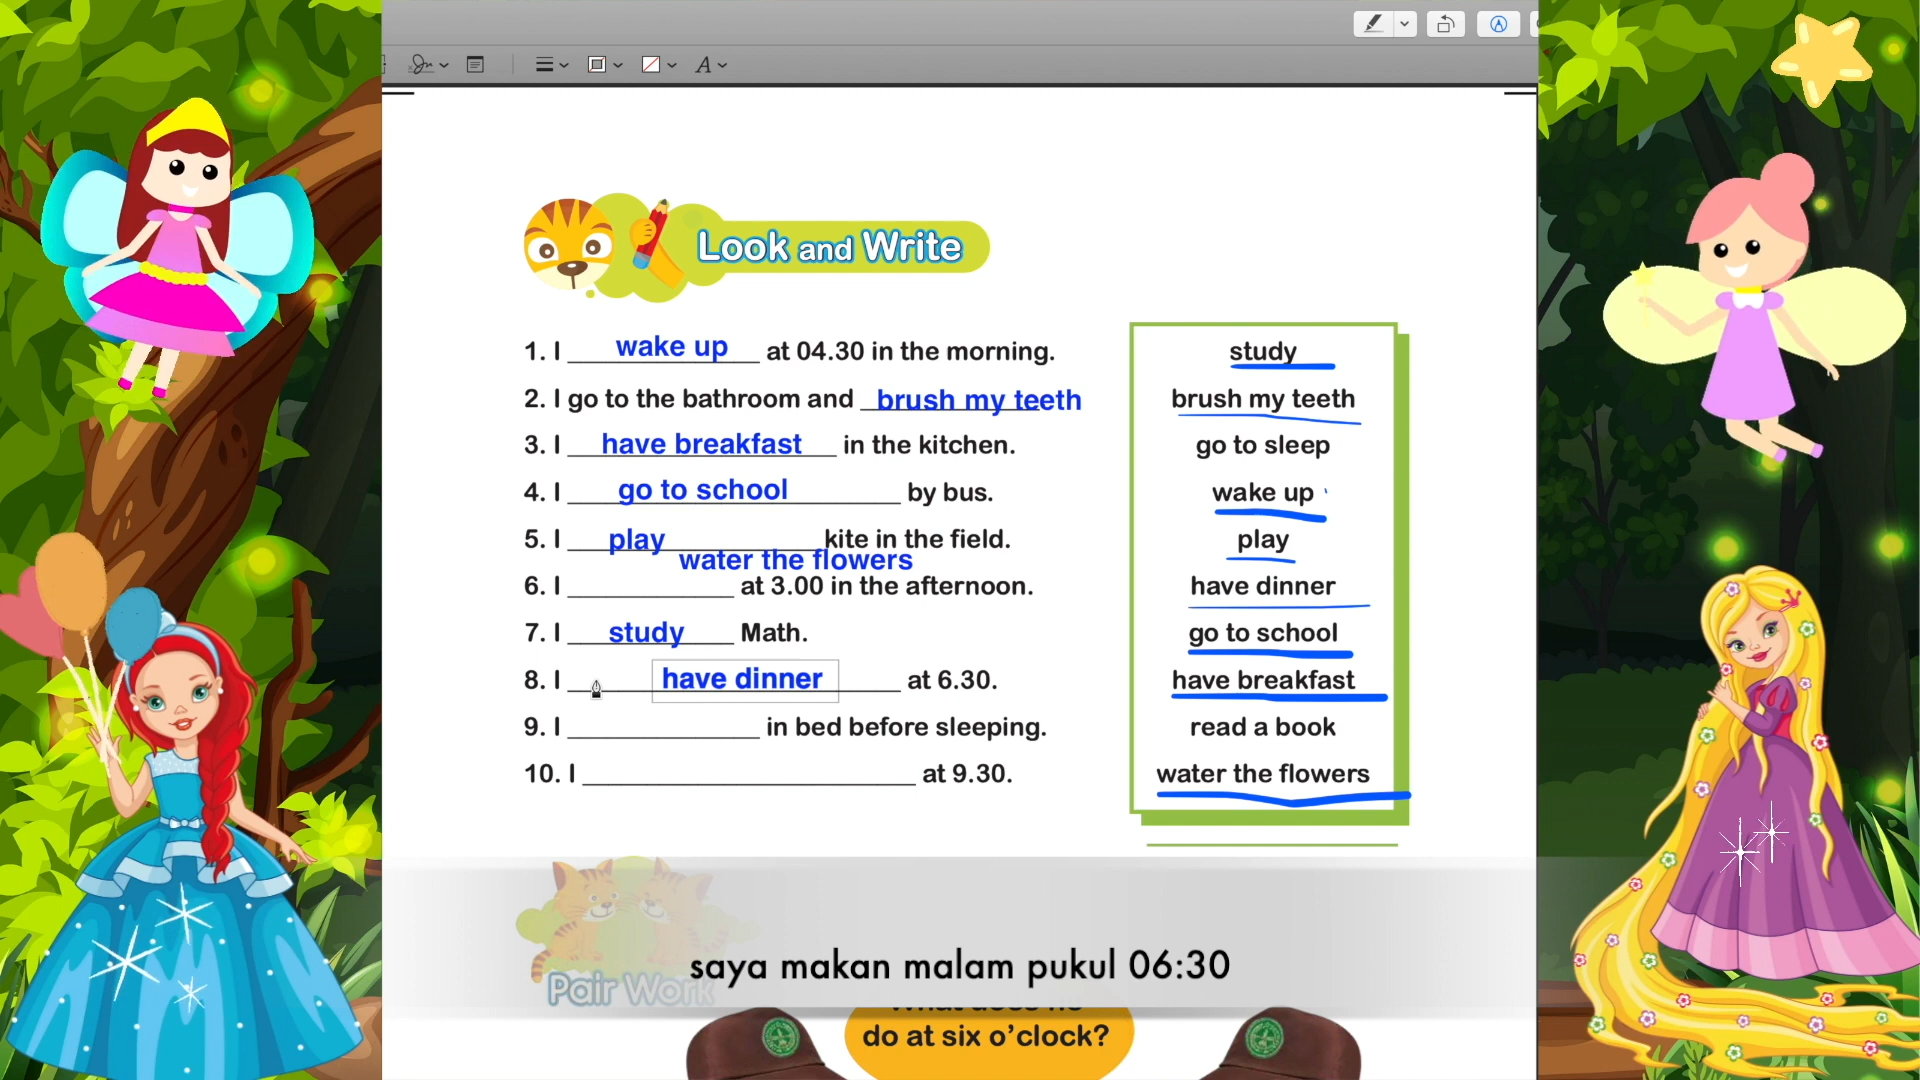 Look and Write
1. I wake up at 04.30 in the morning.
2. I go to the bathroom and brush my teeth
3. I have breakfast in the kitchen.
4. I go to school by bus.
5. I play kite in the field.
water the flowers
6. I at 3.00 in the afternoon.
7. I study Math.
8. I have dinner at 6.30.
9. I in bed before sleeping.
10. I at 9.30.
study
brush my teeth
go to sleep
wake up
play
have dinner
go to school
have breakfast
read a book
water the flowers
saya makan malam pukul 06:30
Pair Work
What does he
do at six o'clock?